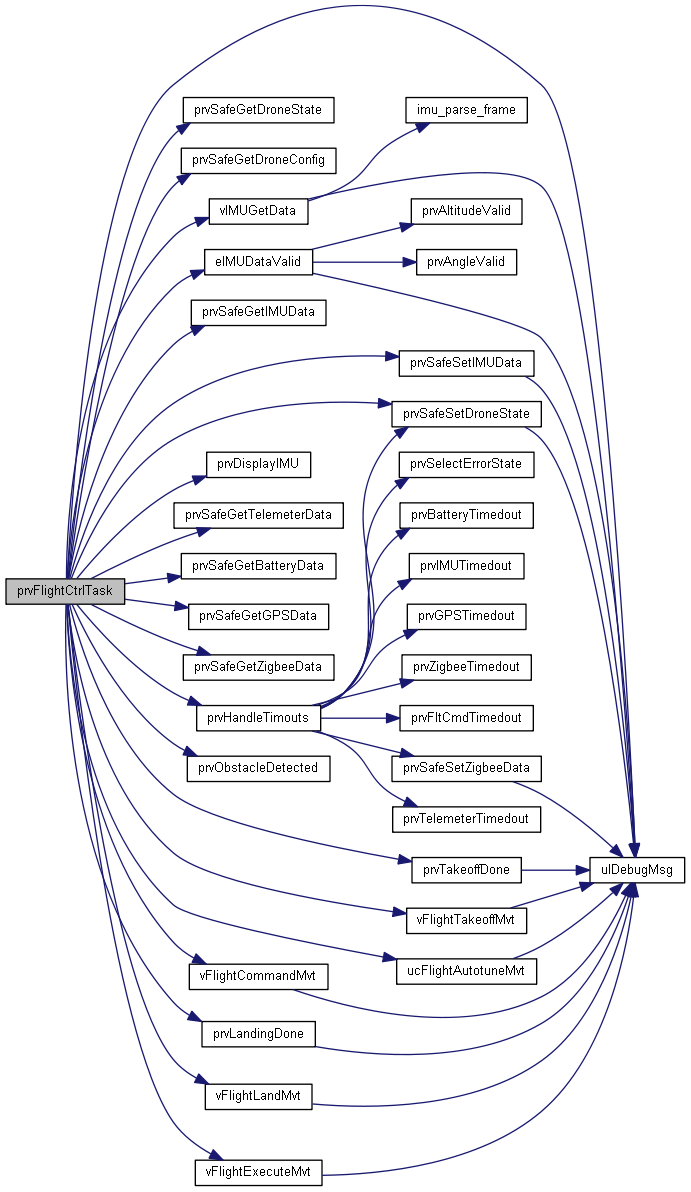 imu_parse_frame
prvSafeGetDroneState
prvSafeGetDroneConfig
vIMUGetData
prvAltitudeValid
eIMUDataValid
prvAngleValid
prvSafeGetIMUData
prvSafeSetIMUData
prvSafeSetDroneState
prvDisplayIMU
prvSelectErrorState
prvSafeGetTelemeterData
prvBatteryTimedout
prvSafeGetBatteryData
prvIMUTimedout
prvFlightCtrlTask
prvSafeGetGPSData
prvGPSTimedout
prvSafeGetZigbeeData
prvZigbeeTimedout
prvHandleTimouts
prvFltCmdTimedout
prvObstacleDetected
prvSafeSetZigbeeData
prvTelemeterTimedout
prvTakeoffDone
ulDebugMsg
vFlightTakeoffMvt
vFlightCommandMvt
ucFlightAutotuneMvt
prvLandingDone
vFlightLandMvt
vFlightExecuteMvt